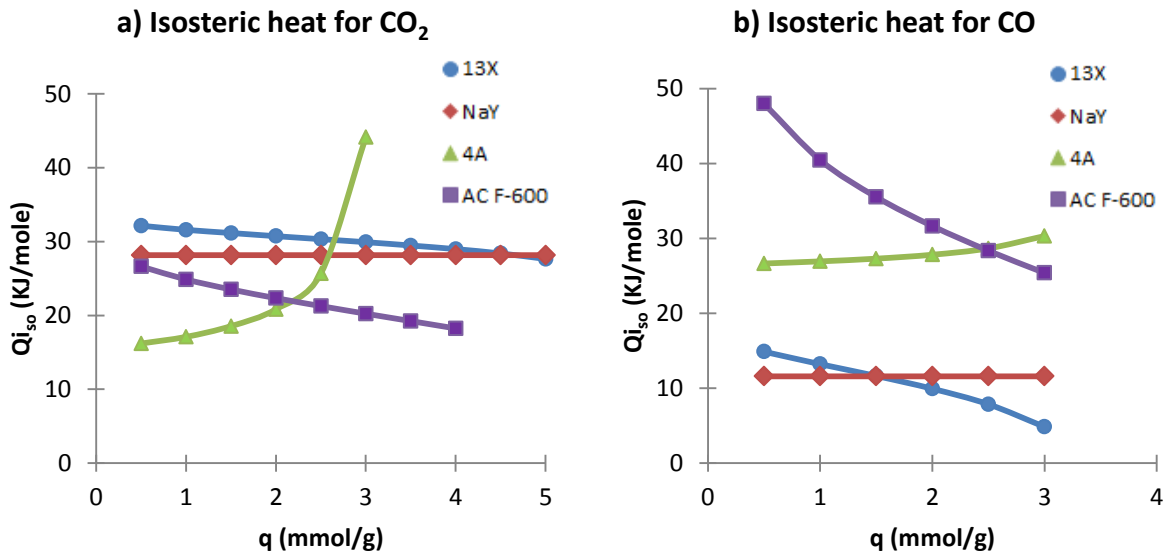 a) Isosteric heat for CO₂
13X
NaY
4A
AC F-600
Qi_so (KJ/mole)
50
40
30
20
10
0
0 1 2 3 4 5
q (mmol/g)
b) Isosteric heat for CO
13X
NaY
4A
AC F-600
Qi_so (KJ/mole)
50
40
30
20
10
0
0 1 2 3 4
q (mmol/g)